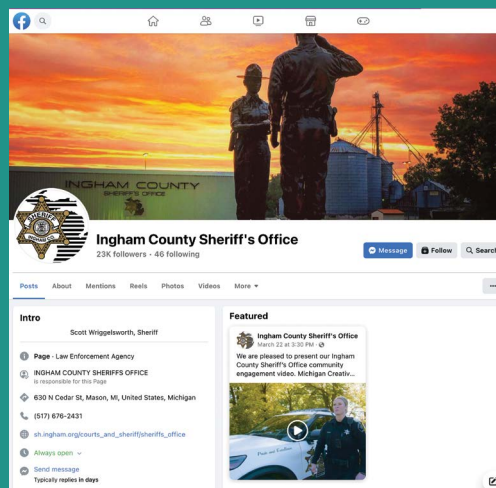 INGHAM COUNTY
SHERIFF'S OFFICE
SHERIFF
INGHAM CO.
Ingham County Sheriff's Office
23K followers · 46 following
Message
Follow
Search
Posts
About
Mentions
Reels
Photos
Videos
More
Intro
Scott Wriggelsworth, Sheriff
Page · Law Enforcement Agency
INGHAM COUNTY SHERIFFS OFFICE
is responsible for this Page
630 N Cedar St, Mason, MI, United States, Michigan
(517) 676-2431
sh.ingham.org/courts_and_sheriff/sheriffs_office
Always open
Send message
Typically replies in days
Featured
Ingham County Sheriff's Office
March 22 at 3:30 PM ·
We are pleased to present our Ingham
County Sheriff's Office community
engagement video. Michigan Creativ...